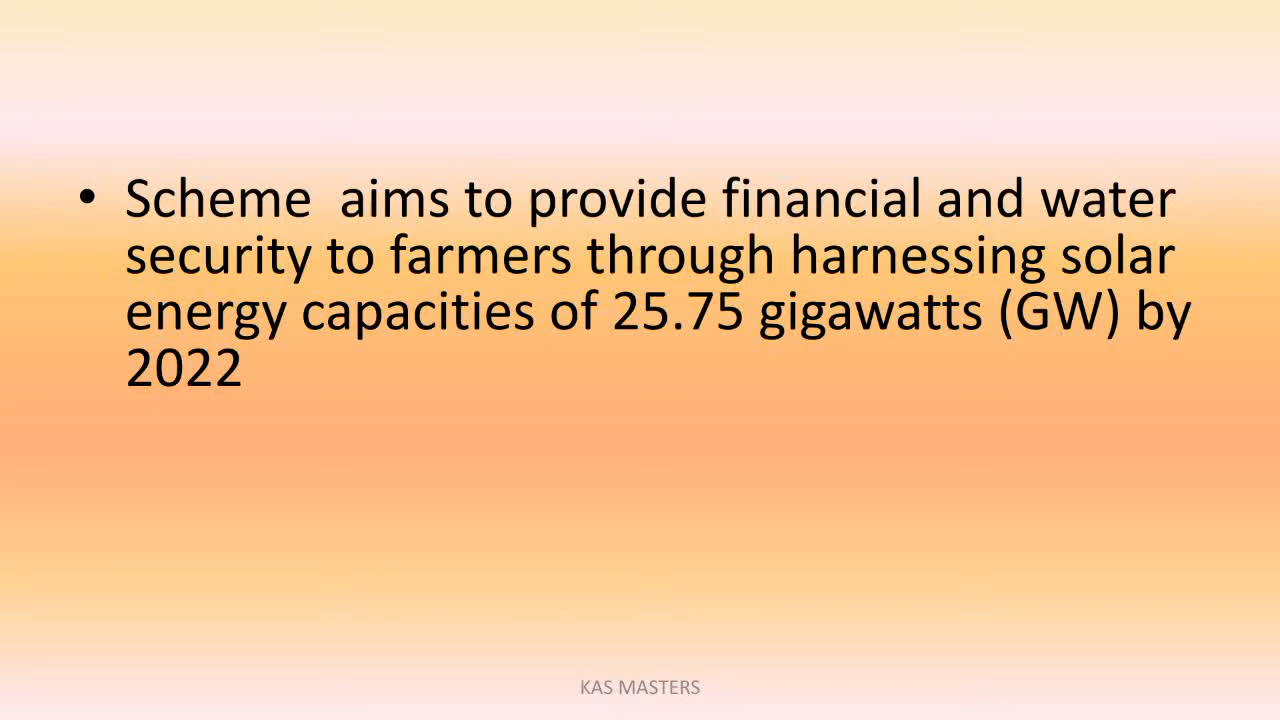 • Scheme  aims to provide financial and water
security to farmers through harnessing solar
energy capacities of 25.75 gigawatts (GW) by
2022
KAS MASTERS